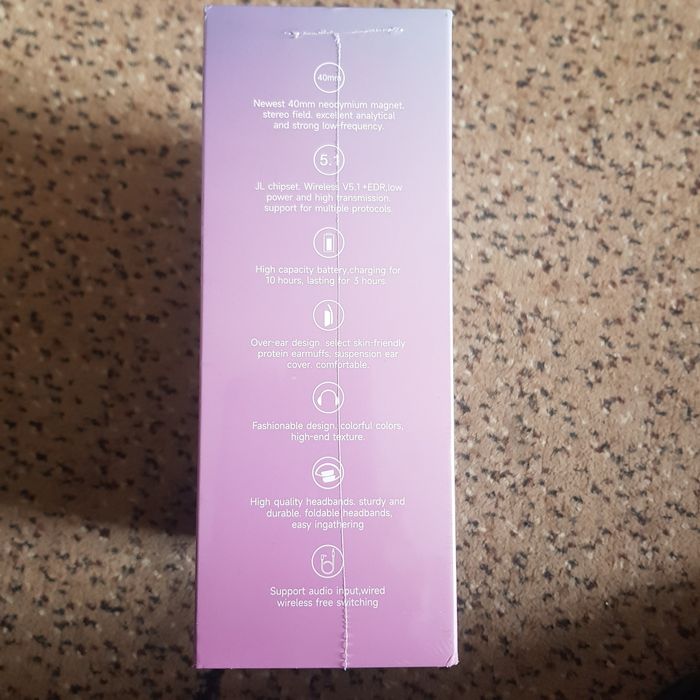 40mm
Newest 40mm neodymium magnet.
stereo field. excellent analytical
and strong low-frequency.
5.1
JL chipset. Wireless V5.1 +EDR,low
power and high transmission.
support for multiple protocols.
High capacity battery,charging for
10 hours, lasting for 3 hours.
Over-ear design. select skin-friendly
protein earmuffs. suspension ear
cover. comfortable.
Fashionable design. colorful colors,
high-end texture.
High quality headbands. sturdy and
durable. foldable headbands,
easy ingathering
Support audio input,wired
wireless free switching